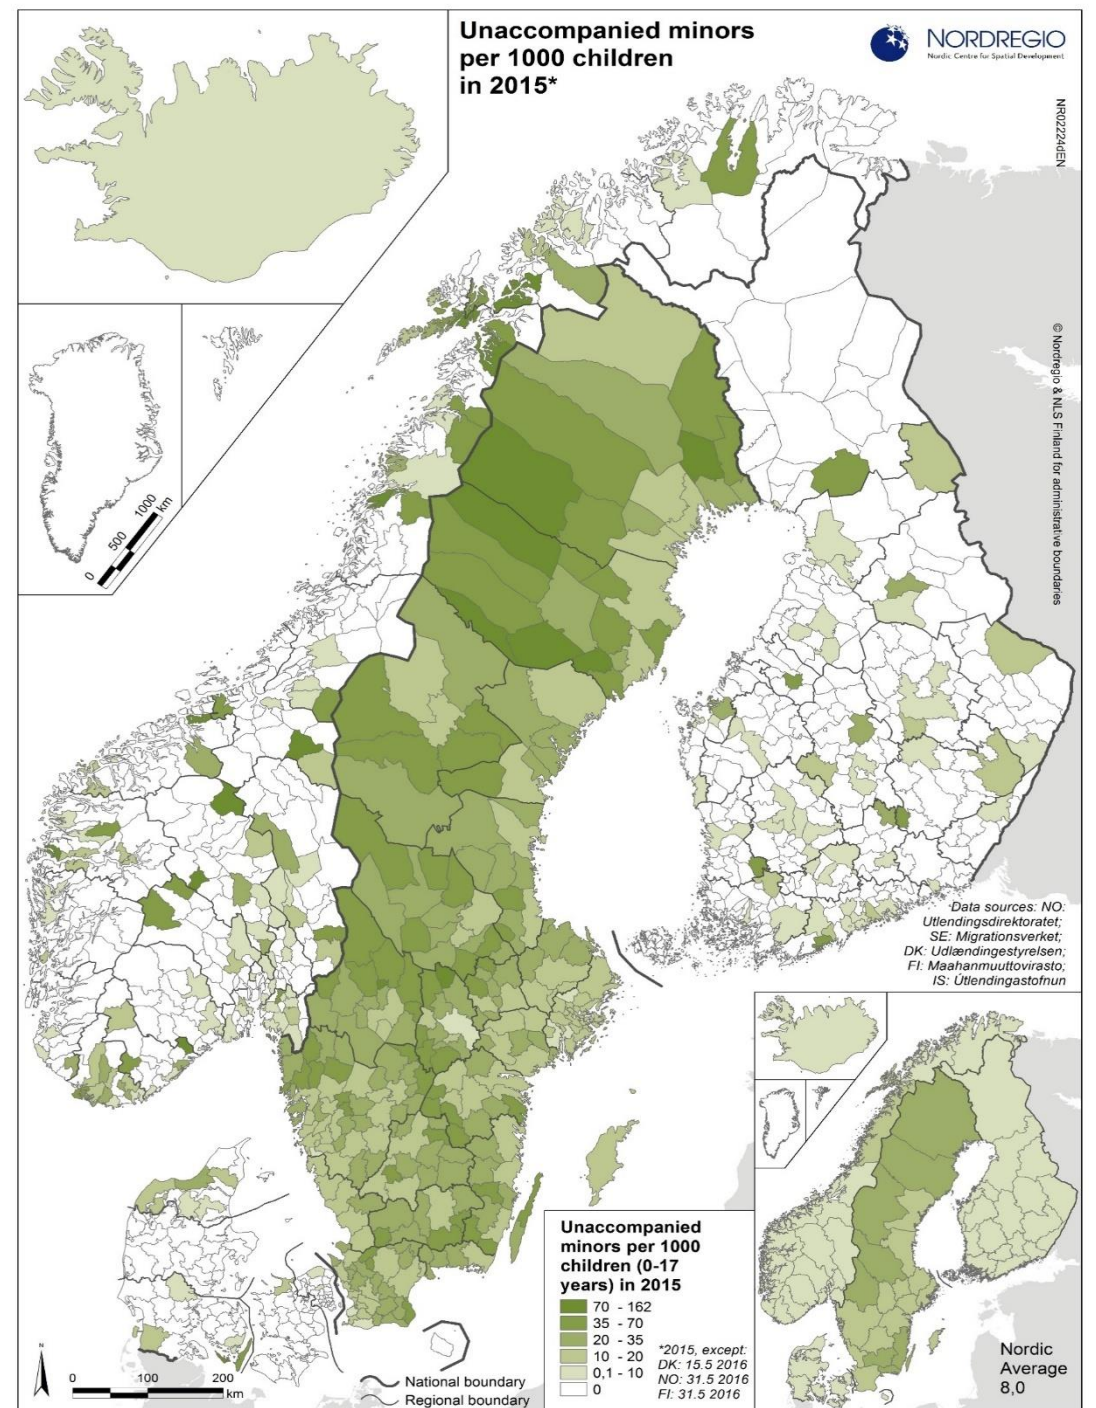 Unaccompanied minors
per 1000 children
in 2015*
NORDREGIO
Nordic Centre for Spatial Development
NR02224dEN
© Nordregio & NLS Finland for administrative boundaries
0 500 1000
km
Data sources: NO:
Utlendingsdirektoratet;
SE: Migrationsverket;
DK: Udlændingestyrelsen;
FI: Maahanmuuttovirasto;
IS: Útlendingastofnun
Unaccompanied
minors per 1000
children (0-17
years) in 2015
70 - 162
35 - 70
20 - 35
10 - 20
0,1 - 10
0
*2015, except:
DK: 15.5 2016
NO: 31.5 2016
FI: 31.5 2016
Nordic
Average
8,0
N
0 100 200
km
National boundary
Regional boundary